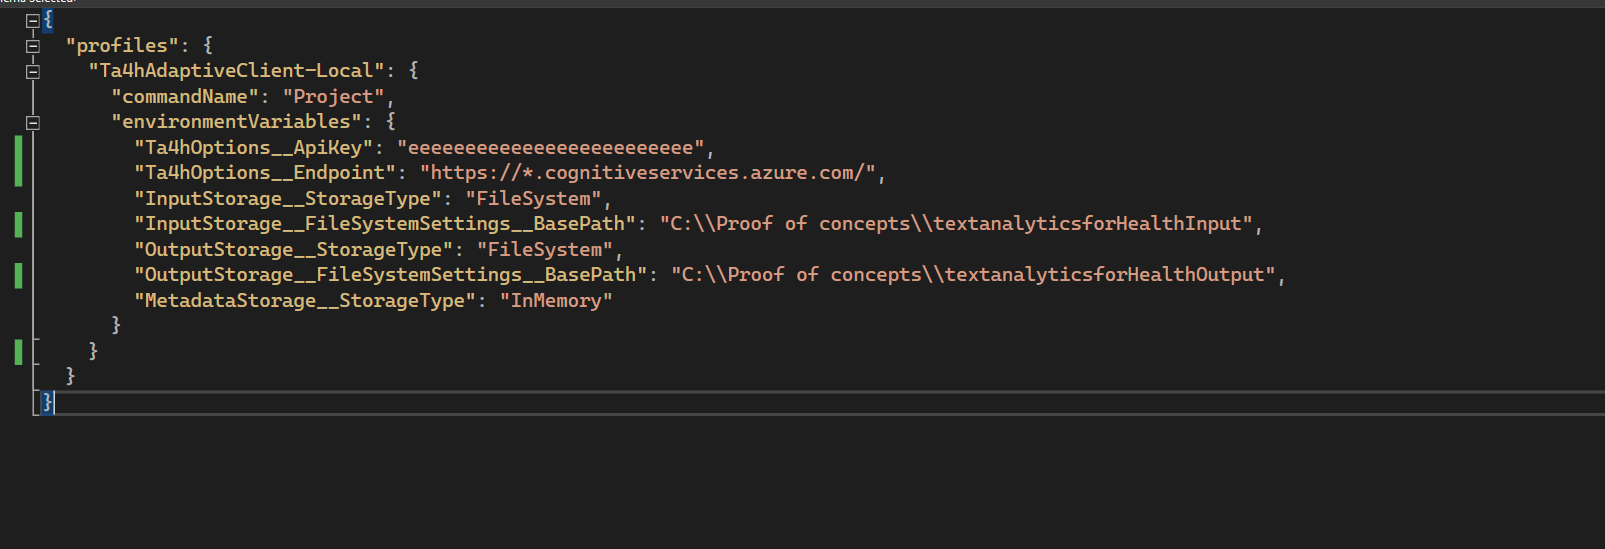 {
"profiles": {
"Ta4hAdaptiveClient-Local": {
"commandName": "Project",
"environmentVariables": {
"Ta4hOptions__ApiKey": "eeeeeeeeeeeeeeeeeeeeeeeee",
"Ta4hOptions__Endpoint": "https://*.cognitiveservices.azure.com/",
"InputStorage__StorageType": "FileSystem",
"InputStorage__FileSystemSettings__BasePath": "C:\\Proof of concepts\\textanalyticsforHealthInput",
"OutputStorage__StorageType": "FileSystem",
"OutputStorage__FileSystemSettings__BasePath": "C:\\Proof of concepts\\textanalyticsforHealthOutput",
"MetadataStorage__StorageType": "InMemory"
}
}
}
}